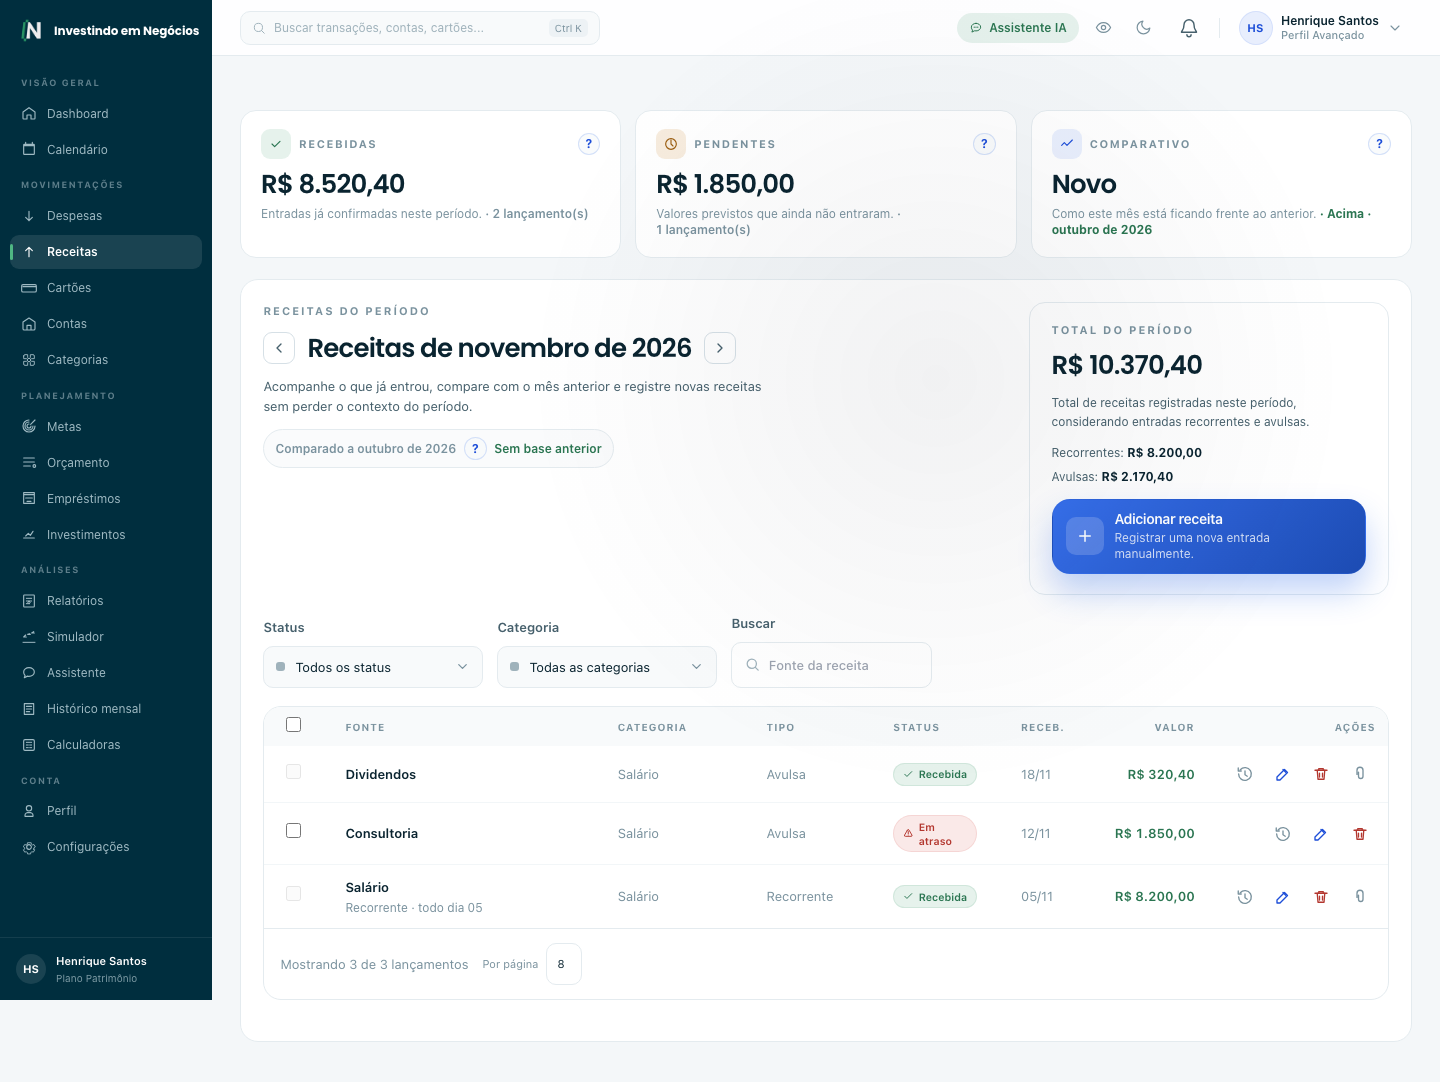 Investindo em Negócios
Buscar transações, contas, cartões...
Ctrl K
Assistente IA
HS
Henrique Santos
Perfil Avançado
VISÃO GERAL
Dashboard
Calendário
MOVIMENTAÇÕES
Despesas
Receitas
Cartões
Contas
Categorias
PLANEJAMENTO
Metas
Orçamento
Empréstimos
Investimentos
ANÁLISES
Relatórios
Simulador
Assistente
Histórico mensal
Calculadoras
CONTA
Perfil
Configurações
HS
Henrique Santos
Plano Patrimônio
RECEBIDAS
?
R$ 8.520,40
Entradas já confirmadas neste período. · 2 lançamento(s)
PENDENTES
?
R$ 1.850,00
Valores previstos que ainda não entraram. ·
1 lançamento(s)
COMPARATIVO
?
Novo
Como este mês está ficando frente ao anterior. · Acima ·
outubro de 2026
RECEITAS DO PERÍODO
Receitas de novembro de 2026
Acompanhe o que já entrou, compare com o mês anterior e registre novas receitas
sem perder o contexto do período.
Comparado a outubro de 2026 ? Sem base anterior
TOTAL DO PERÍODO
R$ 10.370,40
Total de receitas registradas neste período,
considerando entradas recorrentes e avulsas.
Recorrentes: R$ 8.200,00
Avulsas: R$ 2.170,40
Adicionar receita
Registrar uma nova entrada
manualmente.
Status
Todos os status
Categoria
Todas as categorias
Buscar
Fonte da receita
FONTE CATEGORIA TIPO STATUS RECEB. VALOR AÇÕES
Dividendos Salário Avulsa Recebida 18/11 R$ 320,40
Consultoria Salário Avulsa Em atraso 12/11 R$ 1.850,00
Salário Salário Recorrente Recebida 05/11 R$ 8.200,00
Recorrente · todo dia 05
Mostrando 3 de 3 lançamentos Por página 8